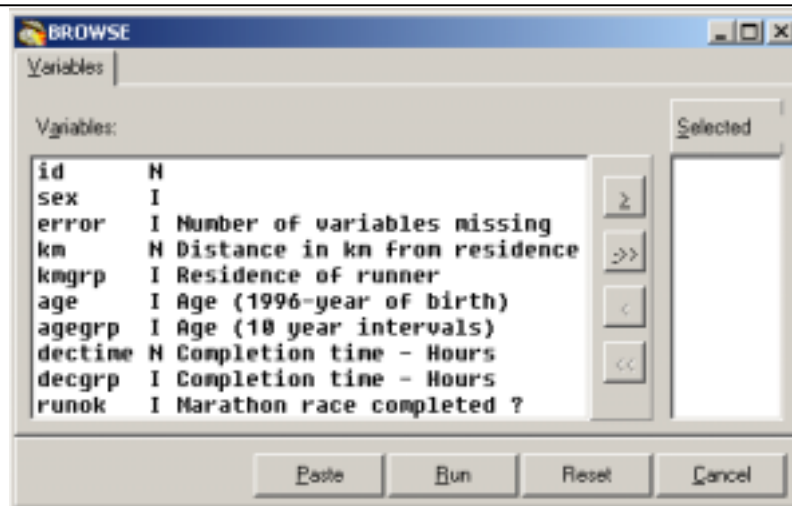 BROWSE
Variables
Variables:
Selected
id N
sex I
error I Number of variables missing
km N Distance in km from residence
kmgrp I Residence of runner
age I Age (1996-year of birth)
agegrp I Age (10 year intervals)
dectime N Completion time - Hours
decgrp I Completion time - Hours
runok I Marathon race completed ?
>
>>
<
<<
Paste
Run
Reset
Cancel